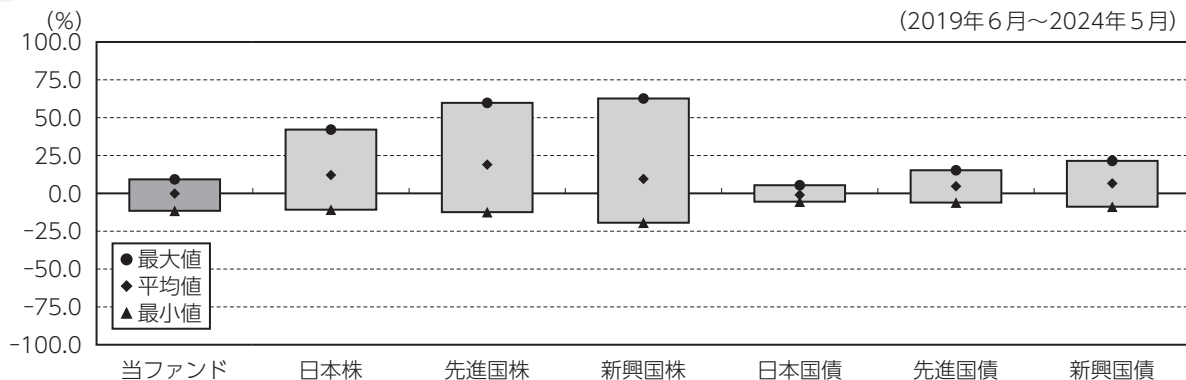 (%)
(2019年6月～2024年5月)
100.0
75.0
50.0
25.0
0.0
-25.0
-50.0
-75.0
-100.0
●最大値
◆平均値
▲最小値
当ファンド 日本株 先進国株 新興国株 日本国債 先進国債 新興国債